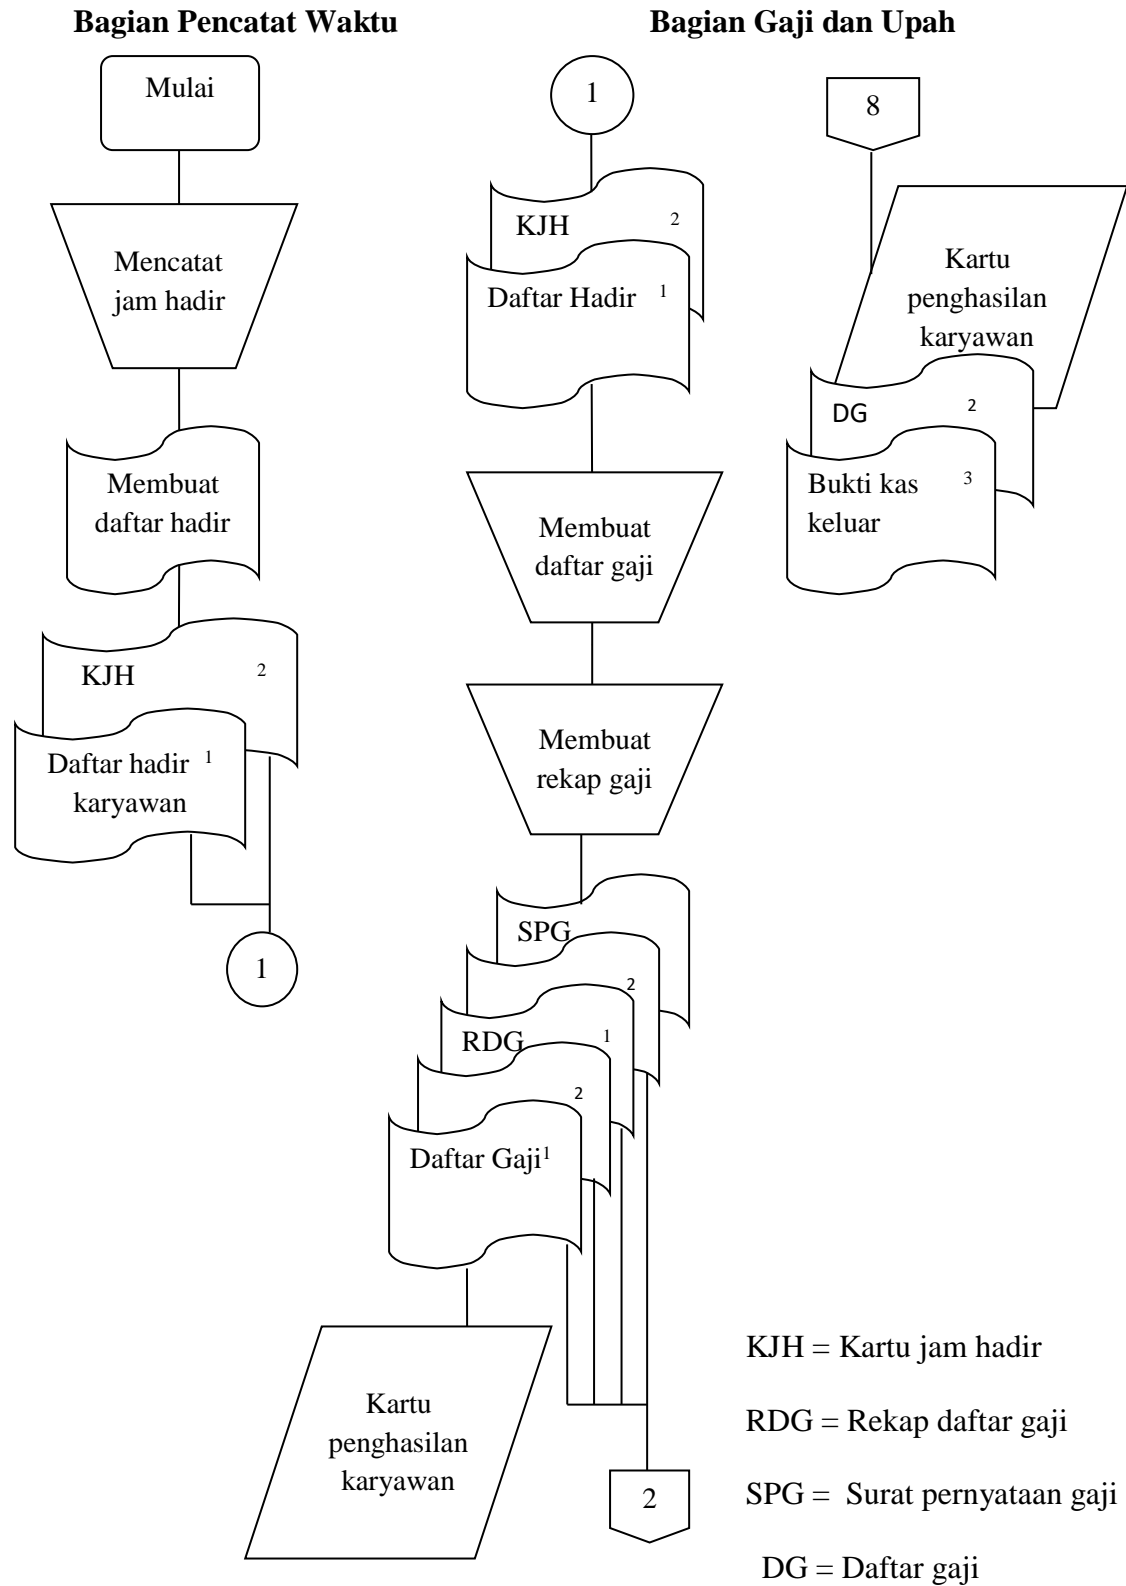 Bagian Pencatat Waktu
Mulai
Mencatat
jam hadir
Membuat
daftar hadir
KJH 2
Daftar hadir 1
karyawan
1
Bagian Gaji dan Upah
1
KJH 2
Daftar Hadir 1
Membuat
daftar gaji
Membuat
rekap gaji
SPG
2
RDG 1
2
Daftar Gaji1
Kartu
penghasilan
karyawan
2
8
Kartu
penghasilan
karyawan
DG 2
Bukti kas 3
keluar
KJH = Kartu jam hadir
RDG = Rekap daftar gaji
SPG = Surat pernyataan gaji
DG = Daftar gaji